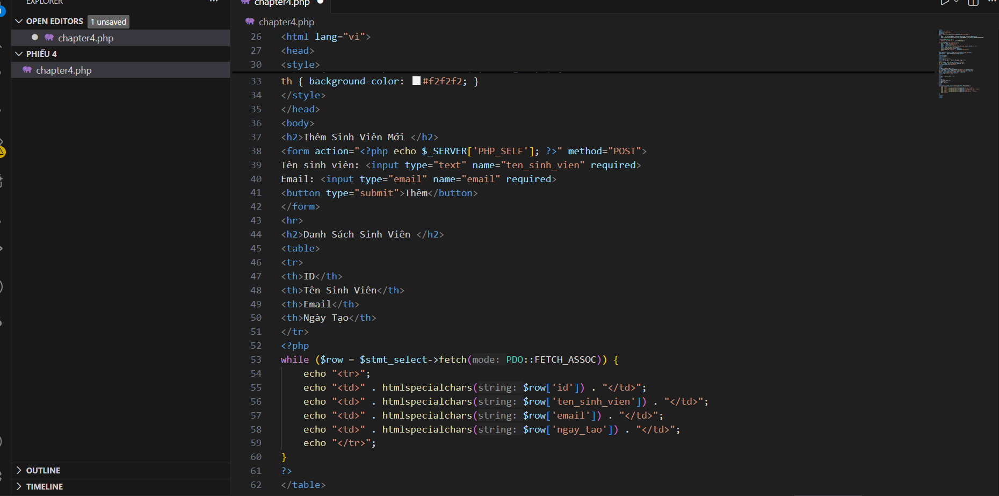 EXPLORER
OPEN EDITORS 1 unsaved
chapter4.php
PHIẾU 4
chapter4.php
OUTLINE
TIMELINE
chapter4.php
chapter4.php
26 <html lang="vi">
27 <head>
30 <style>
33 th { background-color: #f2f2f2; }
34 </style>
35 </head>
36 <body>
37 <h2>Thêm Sinh Viên Mới </h2>
38 <form action="<?php echo $_SERVER['PHP_SELF']; ?>" method="POST">
39 Tên sinh viên: <input type="text" name="ten_sinh_vien" required>
40 Email: <input type="email" name="email" required>
41 <button type="submit">Thêm</button>
42 </form>
43 <hr>
44 <h2>Danh Sách Sinh Viên </h2>
45 <table>
46 <tr>
47 <th>ID</th>
48 <th>Tên Sinh Viên</th>
49 <th>Email</th>
50 <th>Ngày Tạo</th>
51 </tr>
52 <?php
53 while ($row = $stmt_select->fetch(mode: PDO::FETCH_ASSOC)) {
54 echo "<tr>";
55 echo "<td>" . htmlspecialchars(string: $row['id']) . "</td>";
56 echo "<td>" . htmlspecialchars(string: $row['ten_sinh_vien']) . "</td>";
57 echo "<td>" . htmlspecialchars(string: $row['email']) . "</td>";
58 echo "<td>" . htmlspecialchars(string: $row['ngay_tao']) . "</td>";
59 echo "</tr>";
60 }
61 ?>
62 </table>